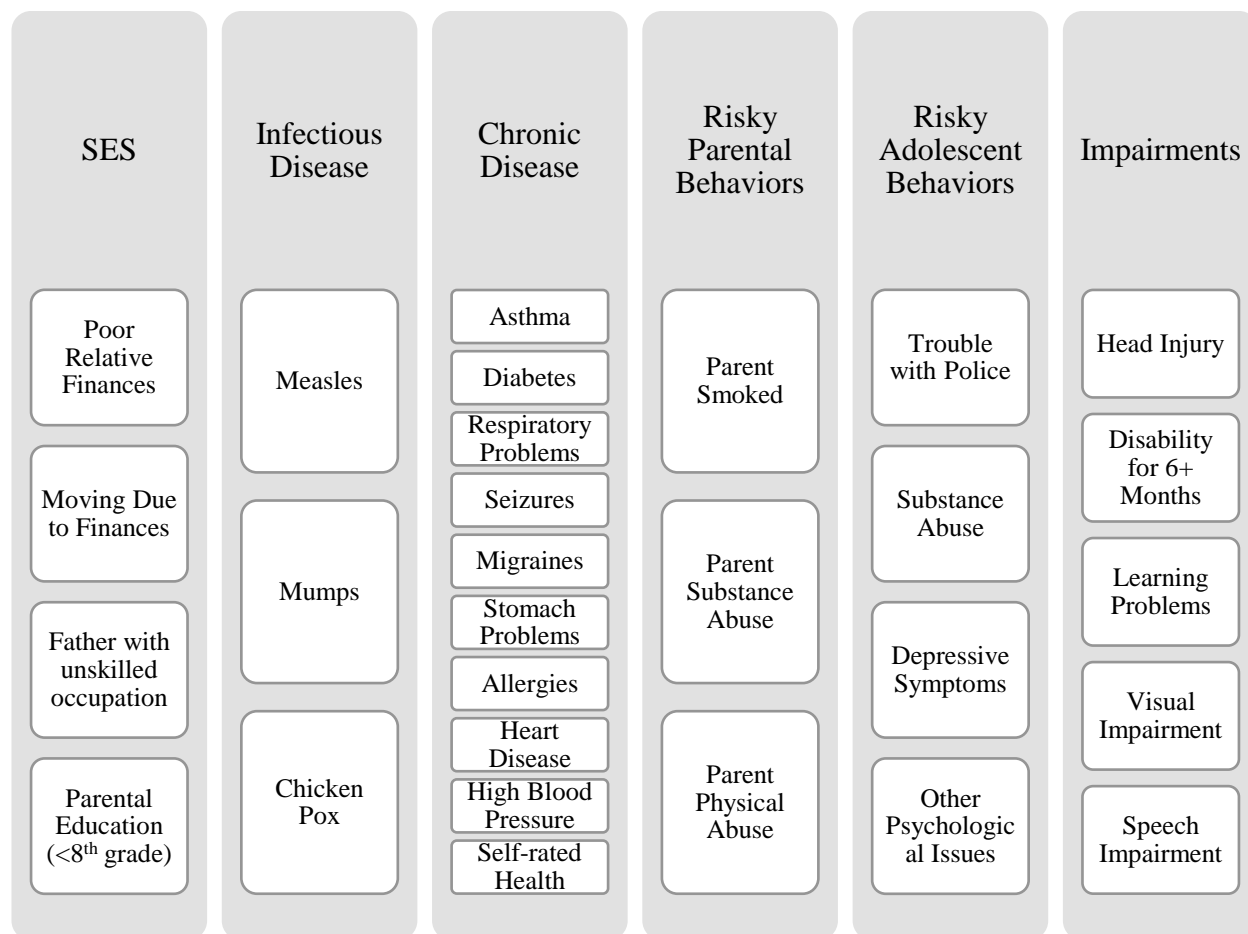 SES
Poor
Relative
Finances
Moving Due
to Finances
Father with
unskilled
occupation
Parental
Education
(<8th grade)
Infectious
Disease
Measles
Mumps
Chicken
Pox
Chronic
Disease
Asthma
Diabetes
Respiratory
Problems
Seizures
Migraines
Stomach
Problems
Allergies
Heart
Disease
High Blood
Pressure
Self-rated
Health
Risky
Parental
Behaviors
Parent
Smoked
Parent
Substance
Abuse
Parent
Physical
Abuse
Risky
Adolescent
Behaviors
Trouble
with Police
Substance
Abuse
Depressive
Symptoms
Other
Psychologic
al Issues
Impairments
Head Injury
Disability
for 6+
Months
Learning
Problems
Visual
Impairment
Speech
Impairment